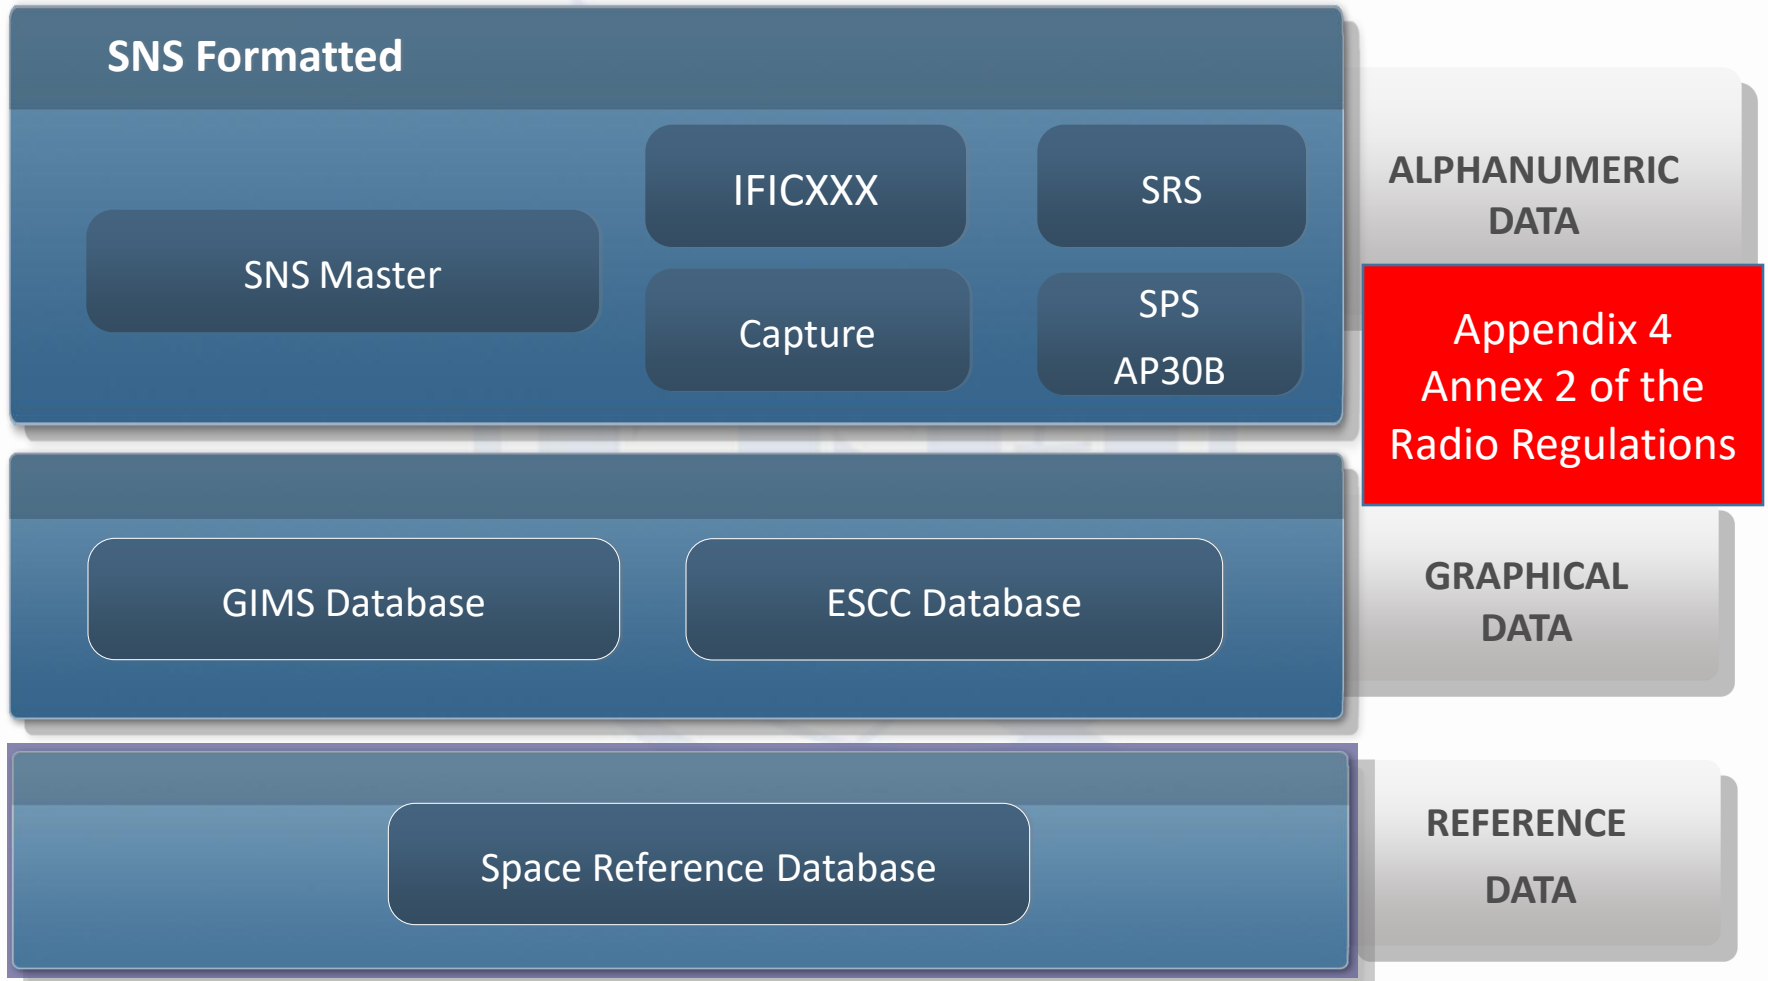 SNS Formatted
SNS Master
IFICXXX
SRS
Capture
SPS
AP30B
ALPHANUMERIC
DATA
Appendix 4
Annex 2 of the
Radio Regulations
GIMS Database
ESCC Database
GRAPHICAL
DATA
Space Reference Database
REFERENCE
DATA